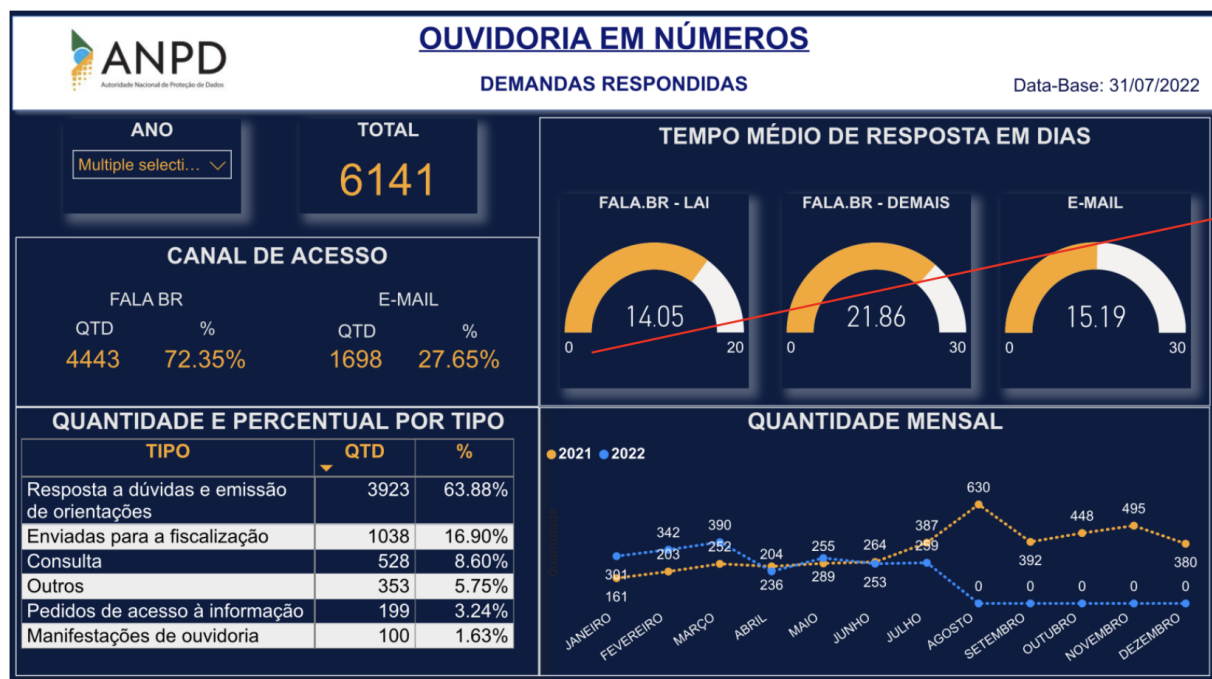 ANPD
Autoridade Nacional de Proteção de Dados
OUVIDORIA EM NÚMEROS
DEMANDAS RESPONDIDAS
Data-Base: 31/07/2022
ANO
Multiple selecti...
TOTAL
6141
CANAL DE ACESSO
FALA BR
E-MAIL
QTD % QTD %
4443 72.35% 1698 27.65%
TEMPO MÉDIO DE RESPOSTA EM DIAS
FALA.BR - LAI
14.05
0 20
FALA.BR - DEMAIS
21.86
0 30
E-MAIL
15.19
0 30
QUANTIDADE E PERCENTUAL POR TIPO
TIPO QTD %
Resposta a dúvidas e emissão
de orientações 3923 63.88%
Enviadas para a fiscalização 1038 16.90%
Consulta 528 8.60%
Outros 353 5.75%
Pedidos de acesso à informação 199 3.24%
Manifestações de ouvidoria 100 1.63%
QUANTIDADE MENSAL
2021 2022
Quantidade
630
495
448
390 387
342
252 264 255 204 203
392 380
301 289 253 236
161
0 0 0 0 0
JANEIRO
FEVEREIRO
MARÇO
ABRIL
MAIO
JUNHO
JULHO
AGOSTO
SETEMBRO
OUTUBRO
NOVEMBRO
DEZEMBRO